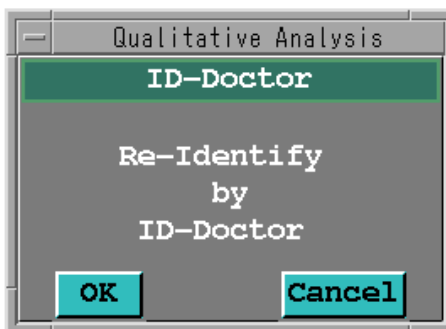 Qualitative Analysis
ID-Doctor
Re-Identify
by
ID-Doctor
OK Cancel